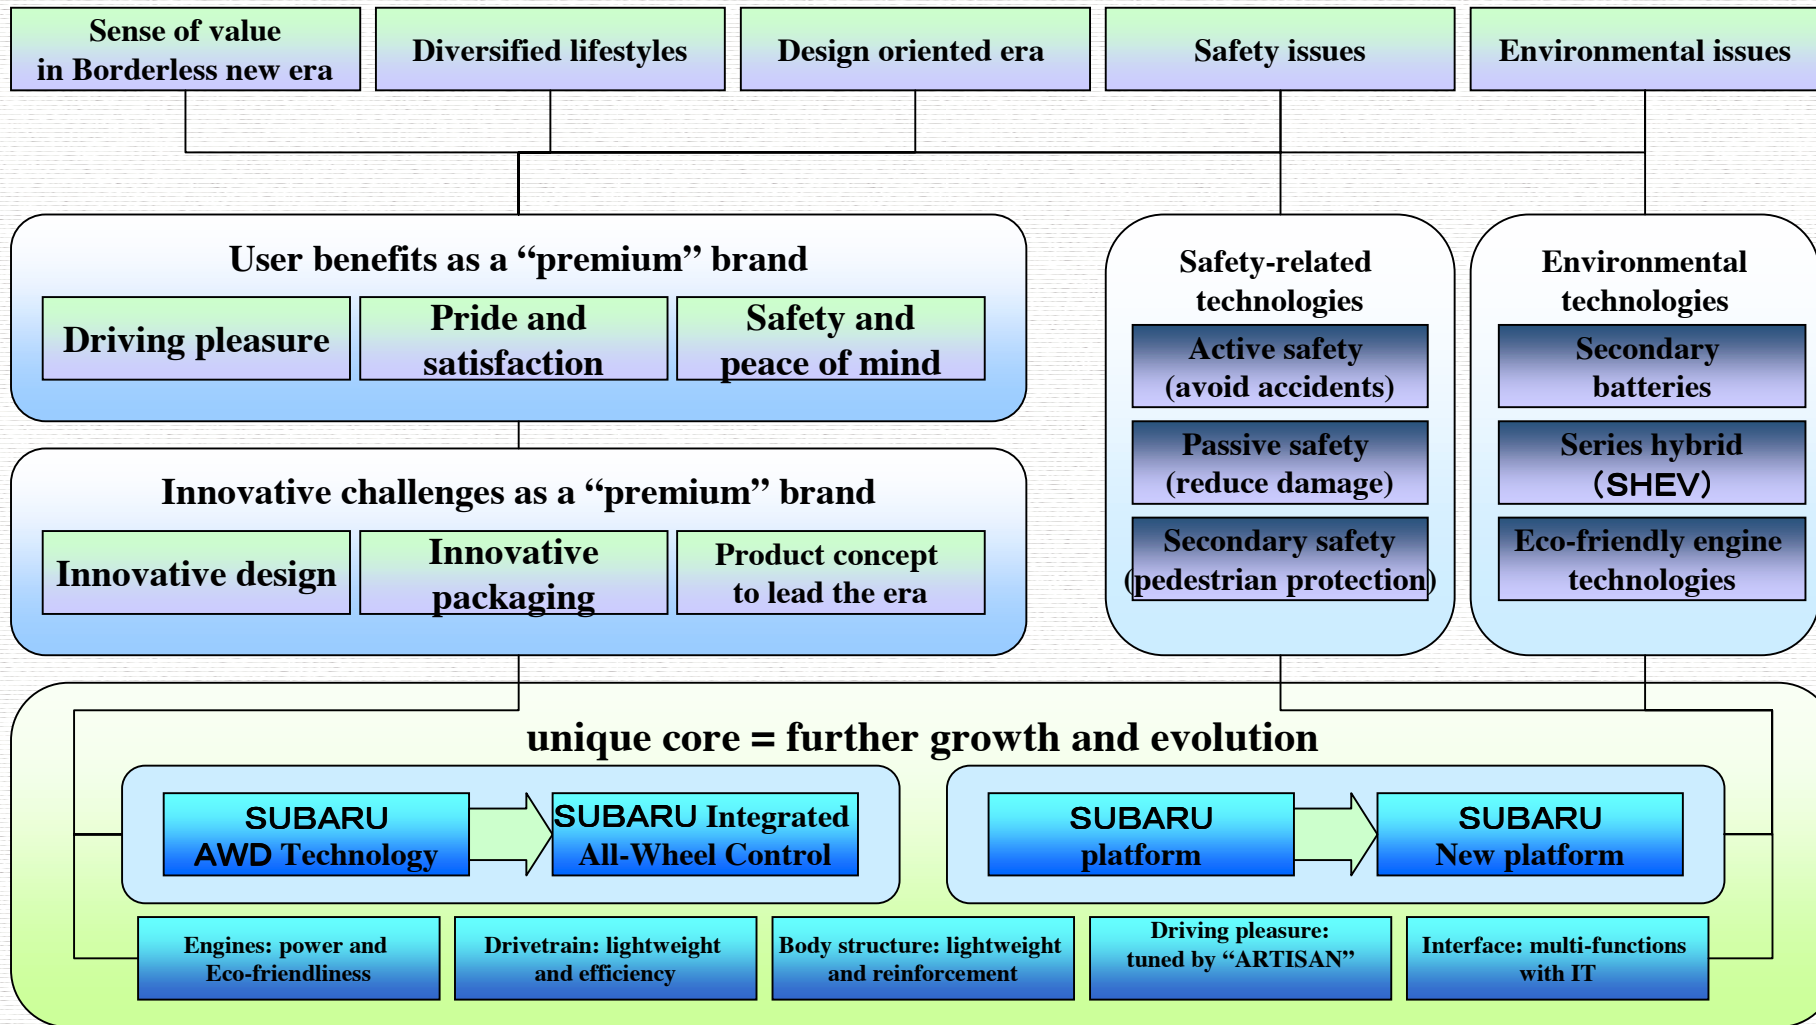 Sense of value
in Borderless new era
Diversified lifestyles
Design oriented era
Safety issues
Environmental issues
User benefits as a “premium” brand
Driving pleasure
Pride and
satisfaction
Safety and
peace of mind
Innovative challenges as a “premium” brand
Innovative design
Innovative
packaging
Product concept
to lead the era
Safety-related
technologies
Active safety
(avoid accidents)
Passive safety
(reduce damage)
Secondary safety
(pedestrian protection)
Environmental
technologies
Secondary
batteries
Series hybrid
（SHEV）
Eco-friendly engine
technologies
unique core = further growth and evolution
SUBARU
AWD Technology
SUBARU Integrated
All-Wheel Control
SUBARU
platform
SUBARU
New platform
Engines: power and
Eco-friendliness
Drivetrain: lightweight
and efficiency
Body structure: lightweight
and reinforcement
Driving pleasure:
tuned by “ARTISAN”
Interface: multi-functions
with IT